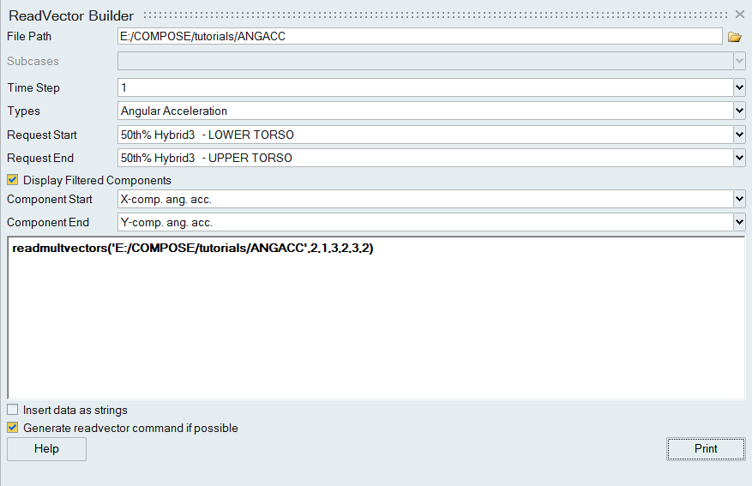 ReadVector Builder
File Path E:/COMPOSE/tutorials/ANGACC
Subcases
Time Step 1
Types Angular Acceleration
Request Start 50th% Hybrid3 - LOWER TORSO
Request End 50th% Hybrid3 - UPPER TORSO
Display Filtered Components
Component Start X-comp. ang. acc.
Component End Y-comp. ang. acc.
readmultvectors('E:/COMPOSE/tutorials/ANGACC',2,1,3,2,3,2)
Insert data as strings
Generate readvector command if possible
Help Print